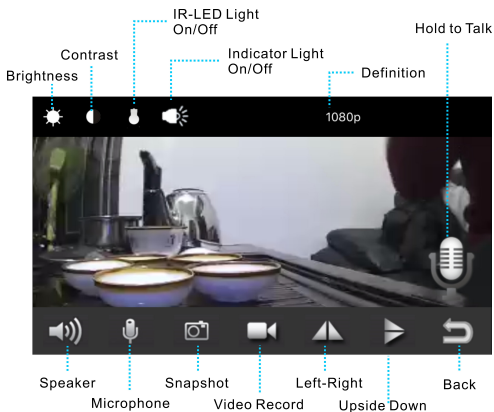 IR-LED Light
On/Off
Hold to Talk
Contrast
Indicator Light
On/Off
Brightness
Definition
1080p
Speaker
Snapshot
Left-Right
Back
Microphone
Video Record
Upside Down